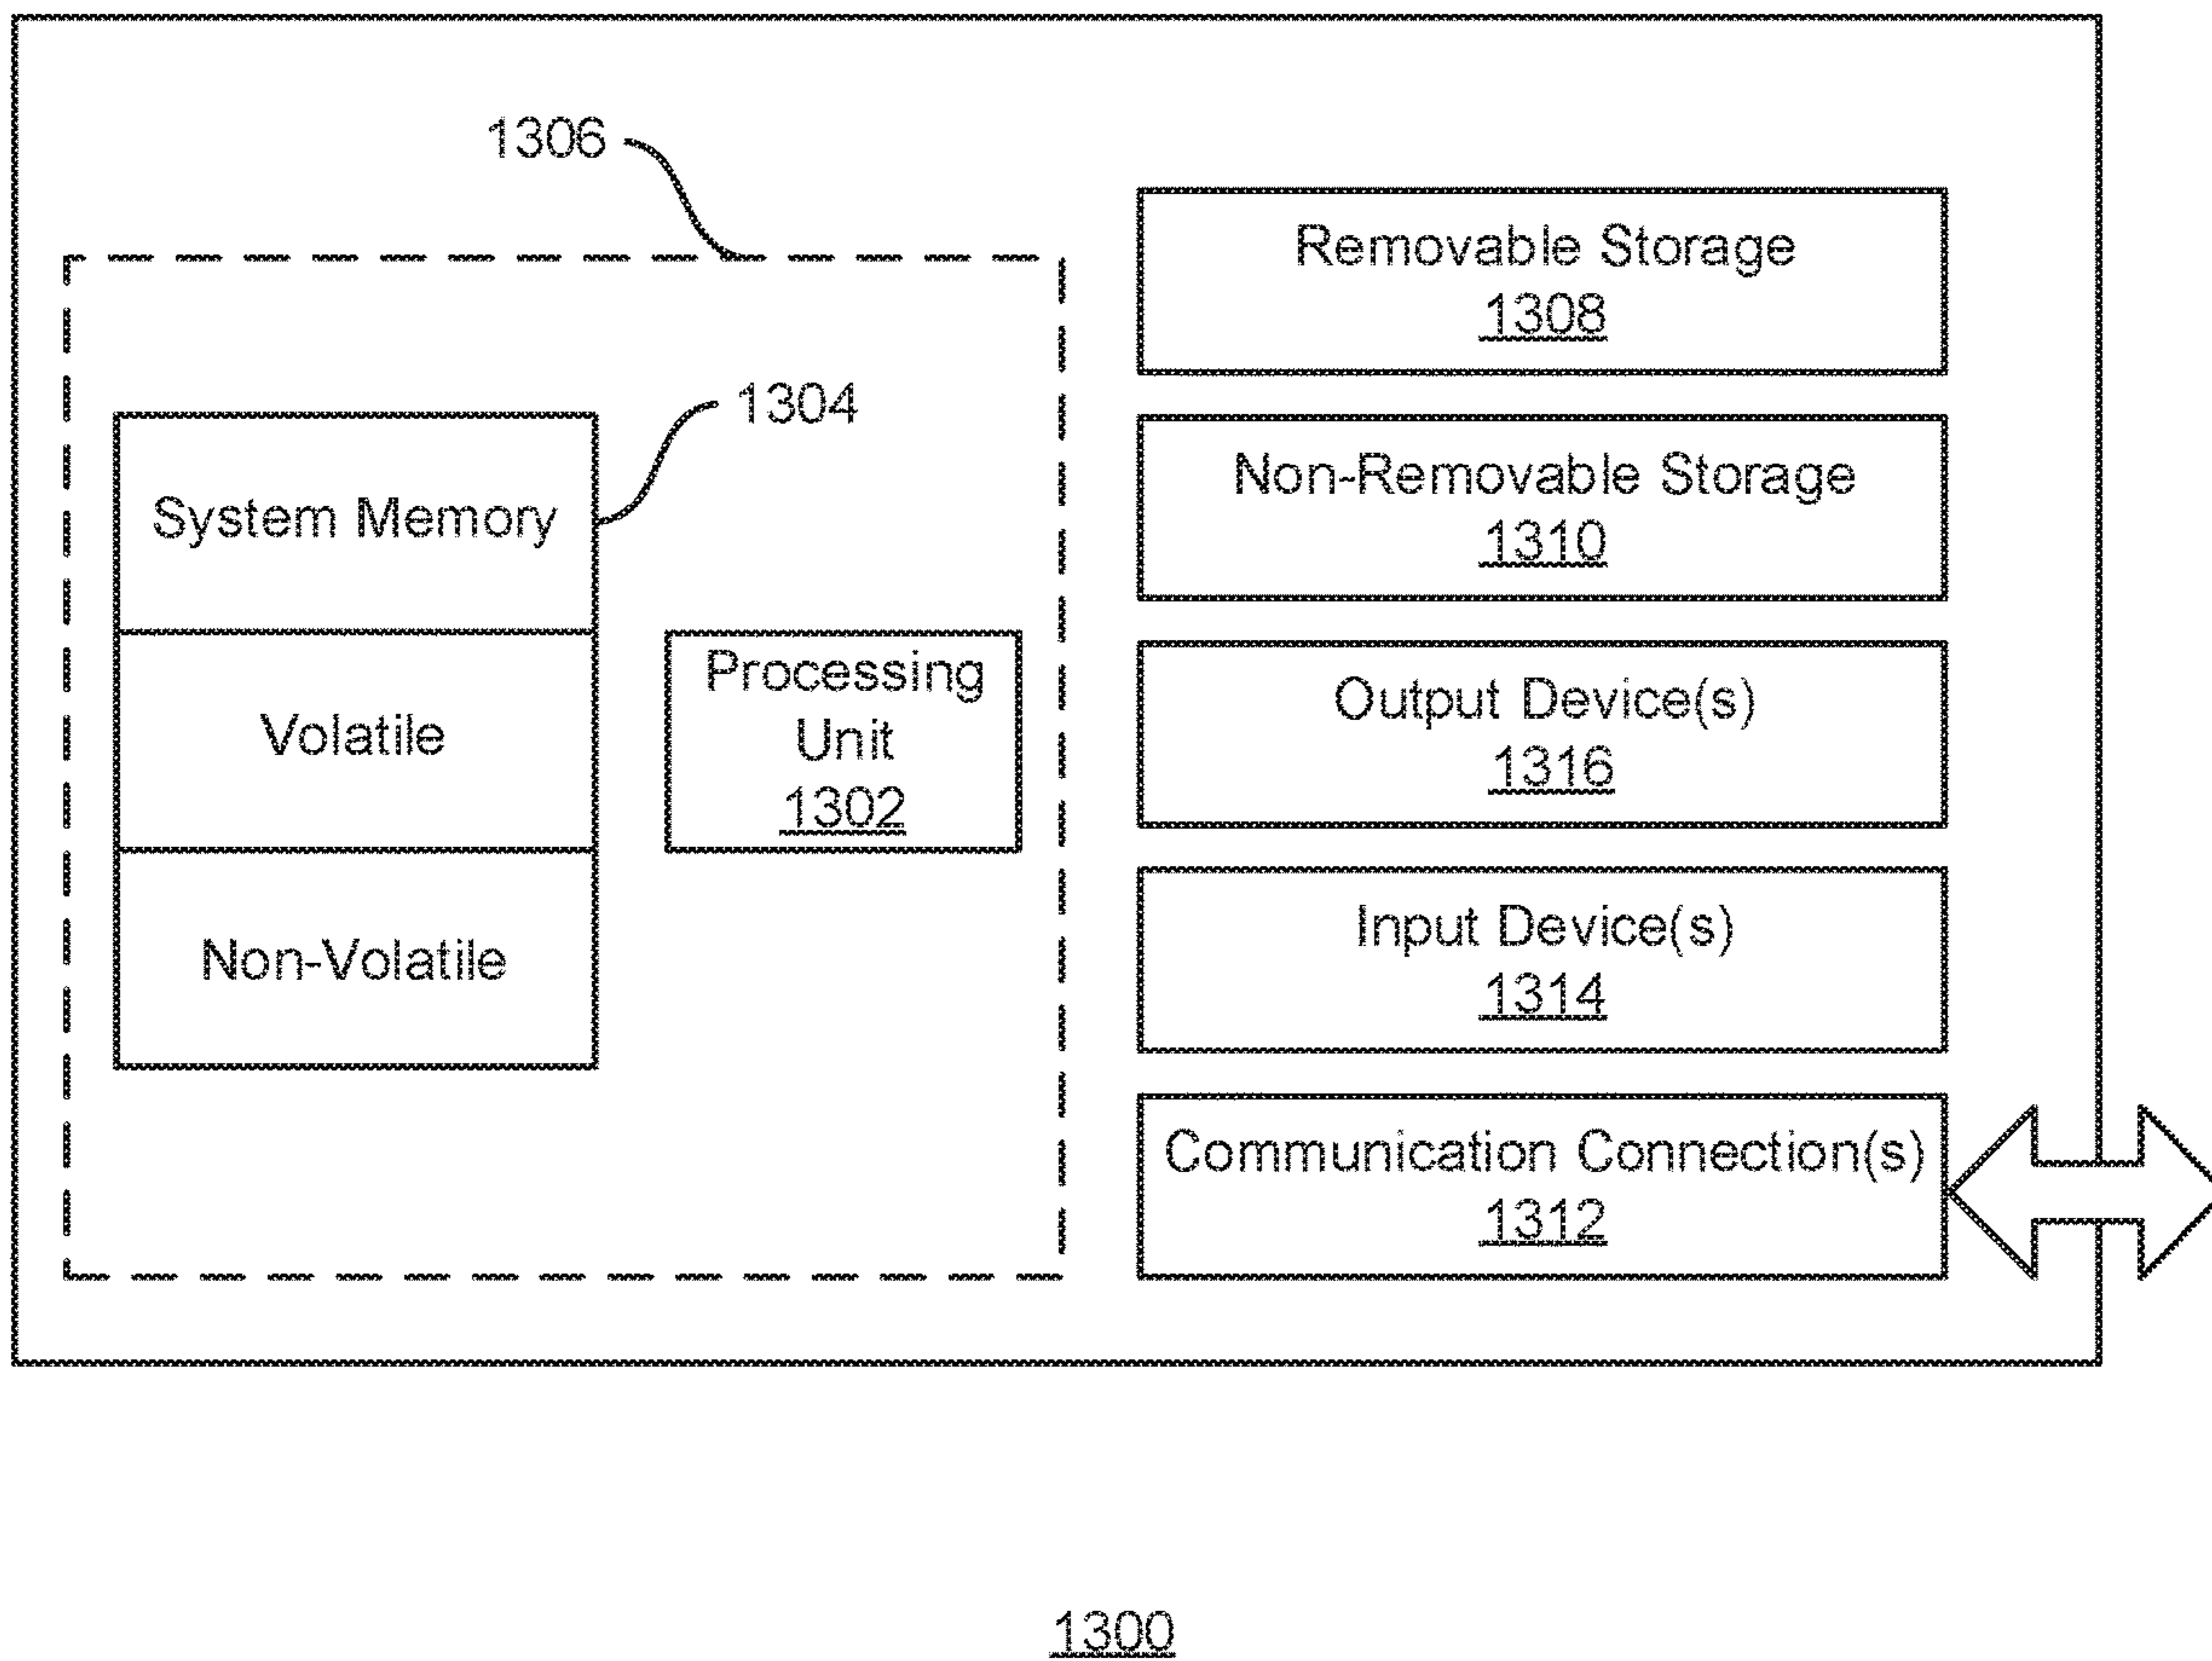 1306
1304
System Memory
Volatile
Non-Volatile
Processing
Unit
1302
Removable Storage
1308
Non-Removable Storage
1310
Output Device(s)
1316
Input Device(s)
1314
Communication Connection(s)
1312
1300